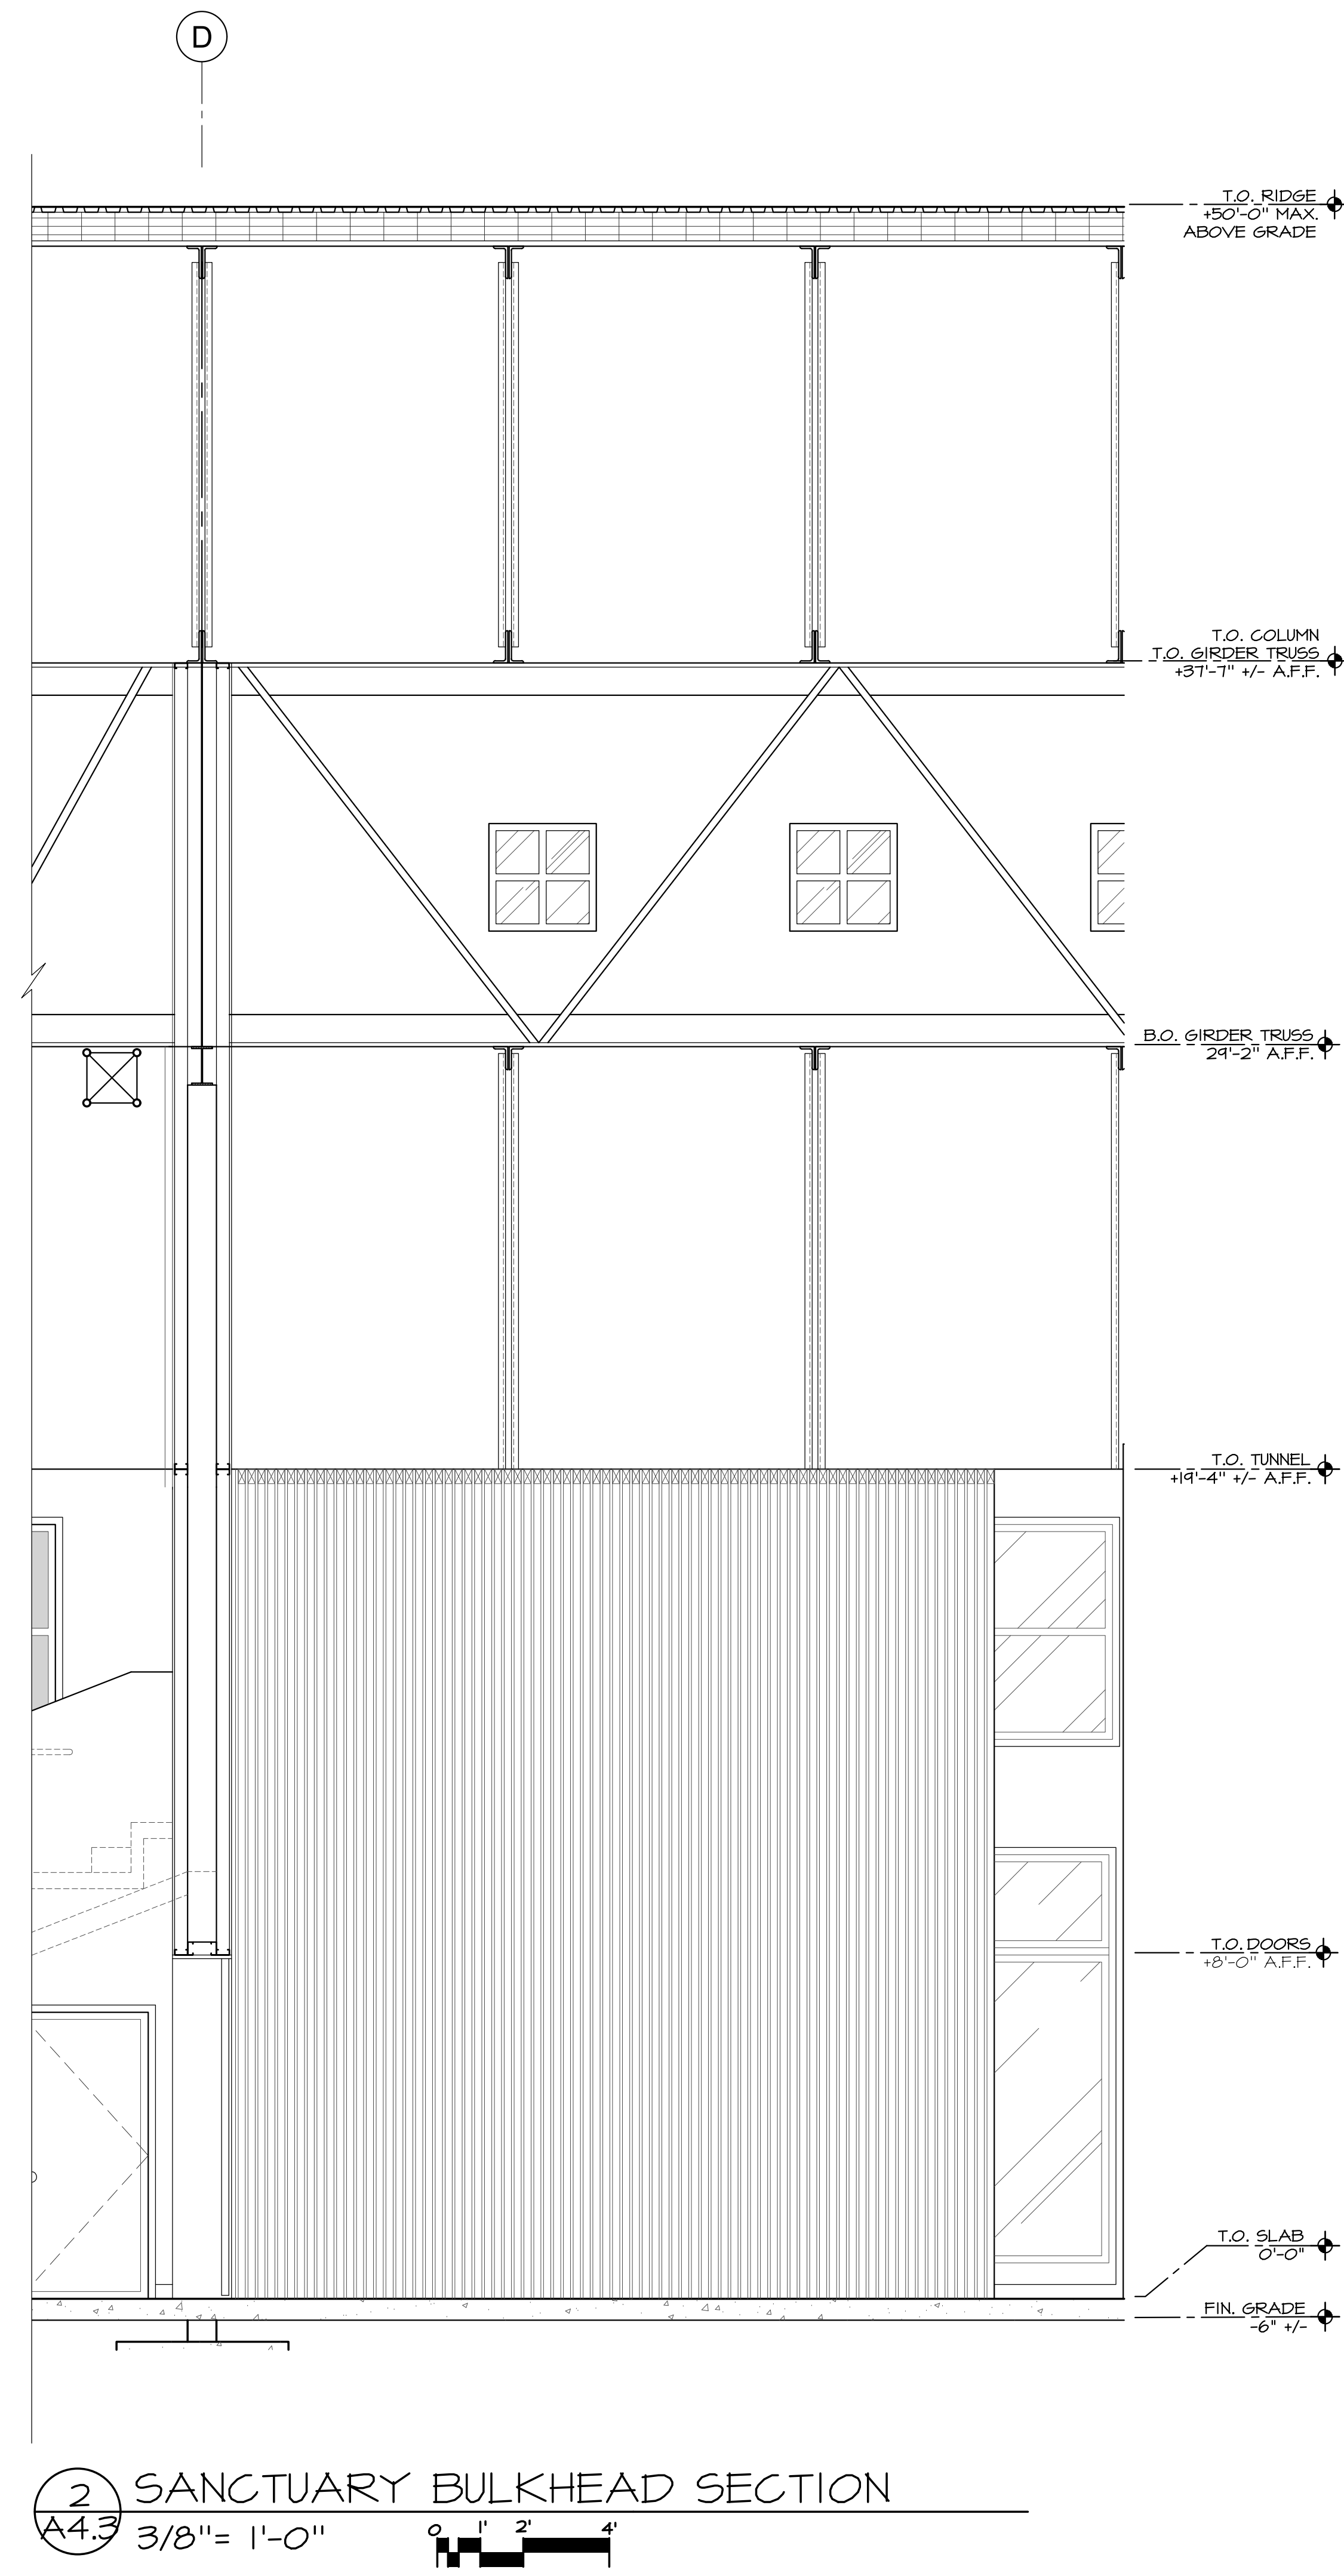 D
T.O. RIDGE
+50'-0" MAX.
ABOVE GRADE
T.O. COLUMN
T.O. GIRDER TRUSS
+37'-7" +/- A.F.F.
B.O. GIRDER TRUSS
29'-2" A.F.F.
T.O. TUNNEL
+19'-4" +/- A.F.F.
T.O. DOORS
+8'-0" A.F.F.
T.O. SLAB
0'-0"
FIN. GRADE
-6" +/-
2
A4.3
SANCTUARY BULKHEAD SECTION
3/8"= 1'-0"
0 1' 2' 4'